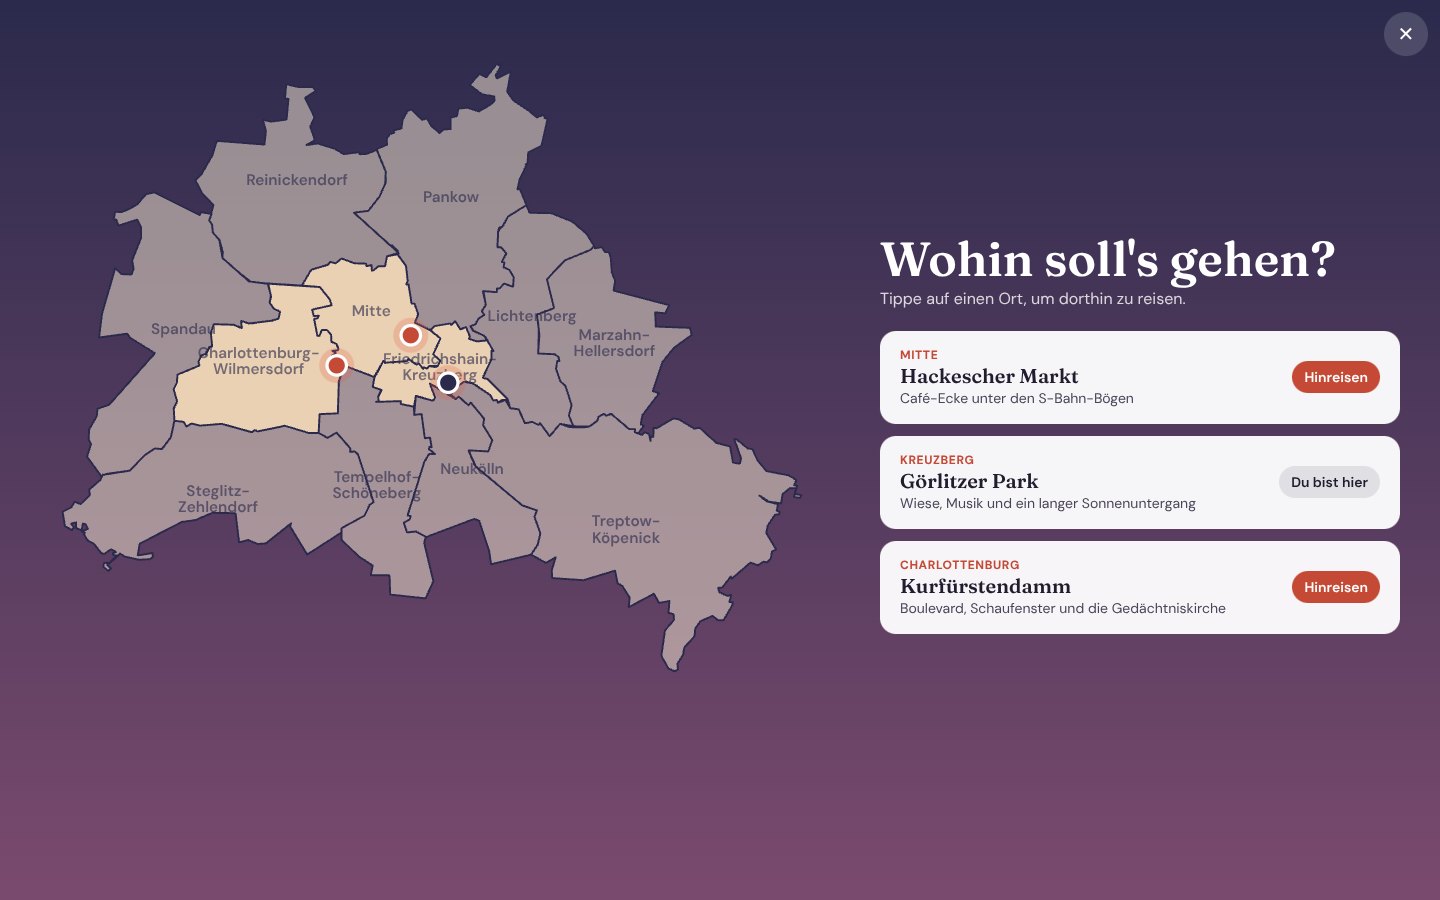 ✕
Reinickendorf
Pankow
Mitte
Lichtenberg
Spandau
Marzahn-
Hellersdorf
Charlottenburg-
Wilmersdorf
Friedrichshain-
Kreuzberg
Neukölln
Tempelhof-
Schöneberg
Steglitz-
Zehlendorf
Treptow-
Köpenick
Wohin soll's gehen?
Tippe auf einen Ort, um dorthin zu reisen.
MITTE
Hackescher Markt
Café-Ecke unter den S-Bahn-Bögen
Hinreisen
KREUZBERG
Görlitzer Park
Wiese, Musik und ein langer Sonnenuntergang
Du bist hier
CHARLOTTENBURG
Kurfürstendamm
Boulevard, Schaufenster und die Gedächtniskirche
Hinreisen